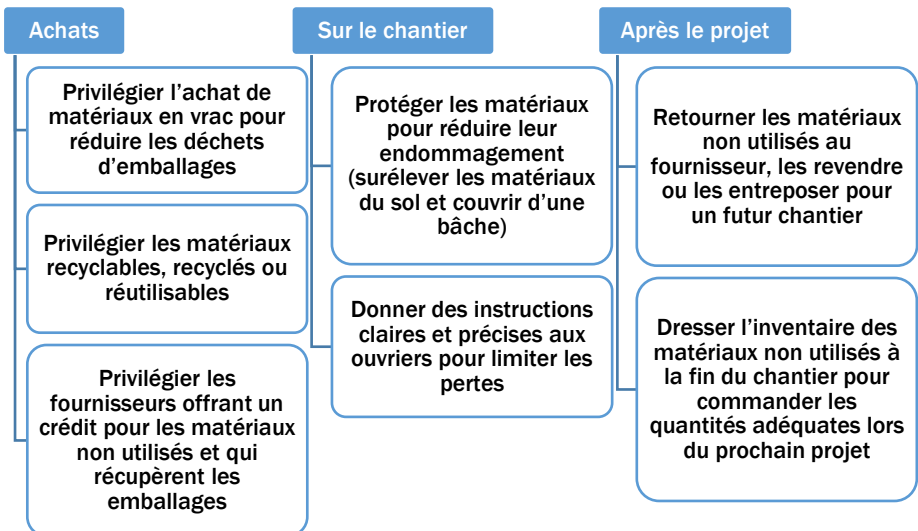 Achats
Privilégier l’achat de
matériaux en vrac pour
réduire les déchets
d’emballages
Privilégier les matériaux
recyclables, recyclés ou
réutilisables
Privilégier les
fournisseurs offrant un
crédit pour les matériaux
non utilisés et qui
récupèrent les
emballages
Sur le chantier
Protéger les matériaux
pour réduire leur
endommagement
(surélever les matériaux
du sol et couvrir d’une
bâche)
Donner des instructions
claires et précises aux
ouvriers pour limiter les
pertes
Après le projet
Retourner les matériaux
non utilisés au
fournisseur, les revendre
ou les entreposer pour
un futur chantier
Dresser l’inventaire des
matériaux non utilisés à
la fin du chantier pour
commander les
quantités adéquates lors
du prochain projet